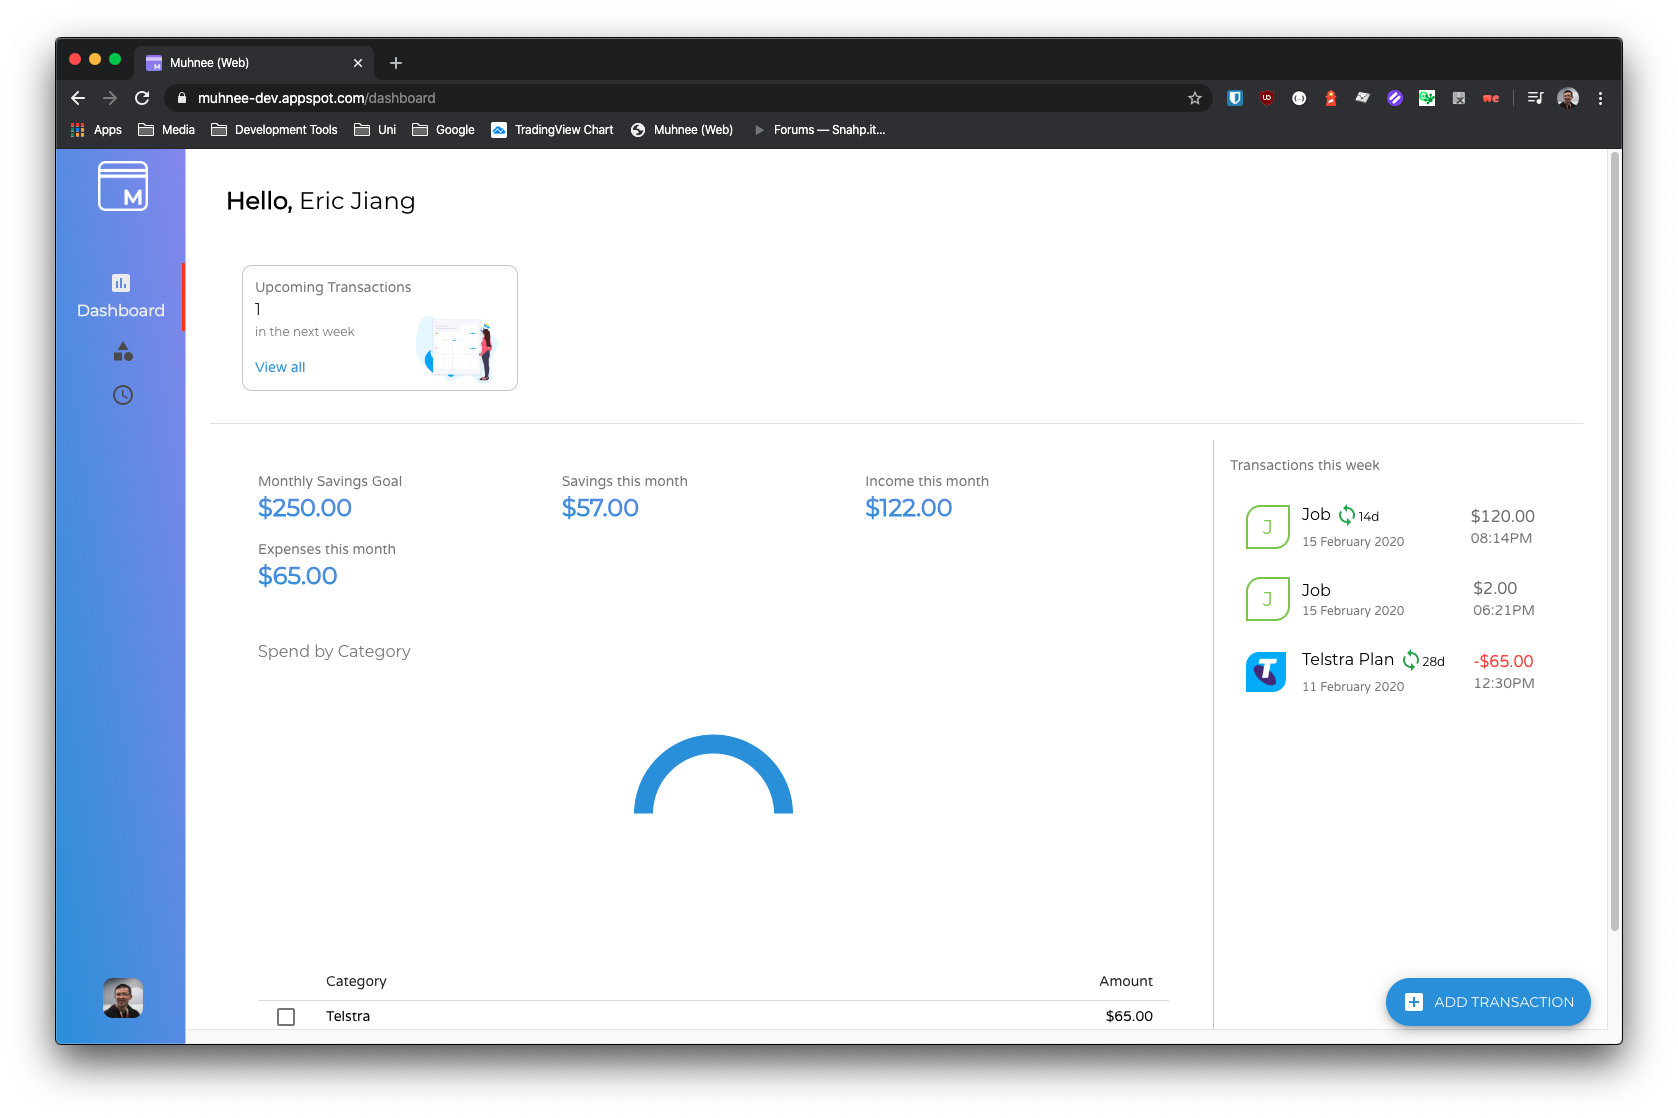 Muhnee (Web)
muhnee-dev.appspot.com/dashboard
Apps Media Development Tools Uni Google TradingView Chart Muhnee (Web) Forums — Snahp.it...
M
Hello, Eric Jiang
Dashboard
Upcoming Transactions
1
in the next week
View all
Monthly Savings Goal
$250.00
Savings this month
$57.00
Income this month
$122.00
Expenses this month
$65.00
Spend by Category
Category Amount
Telstra $65.00
Transactions this week
J
Job 14d $120.00
15 February 2020 08:14PM
J
Job $2.00
15 February 2020 06:21PM
T
Telstra Plan 28d -$65.00
11 February 2020 12:30PM
ADD TRANSACTION